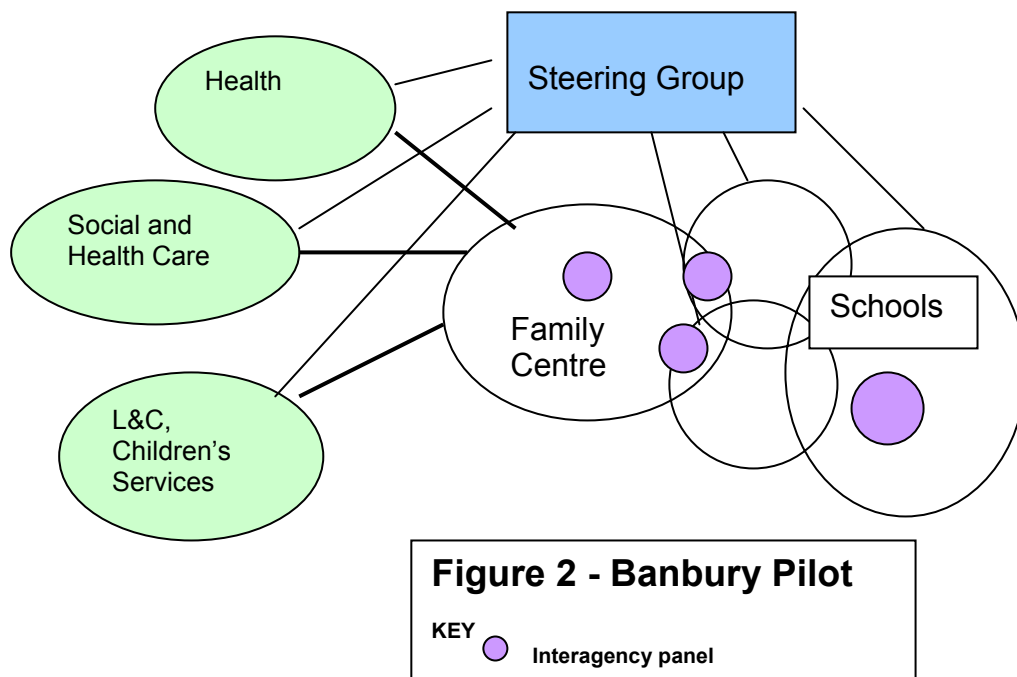 Health
Steering Group
Social and
Health Care
Family
Centre
Schools
L&C,
Children’s
Services
Figure 2 - Banbury Pilot
KEY
Interagency panel